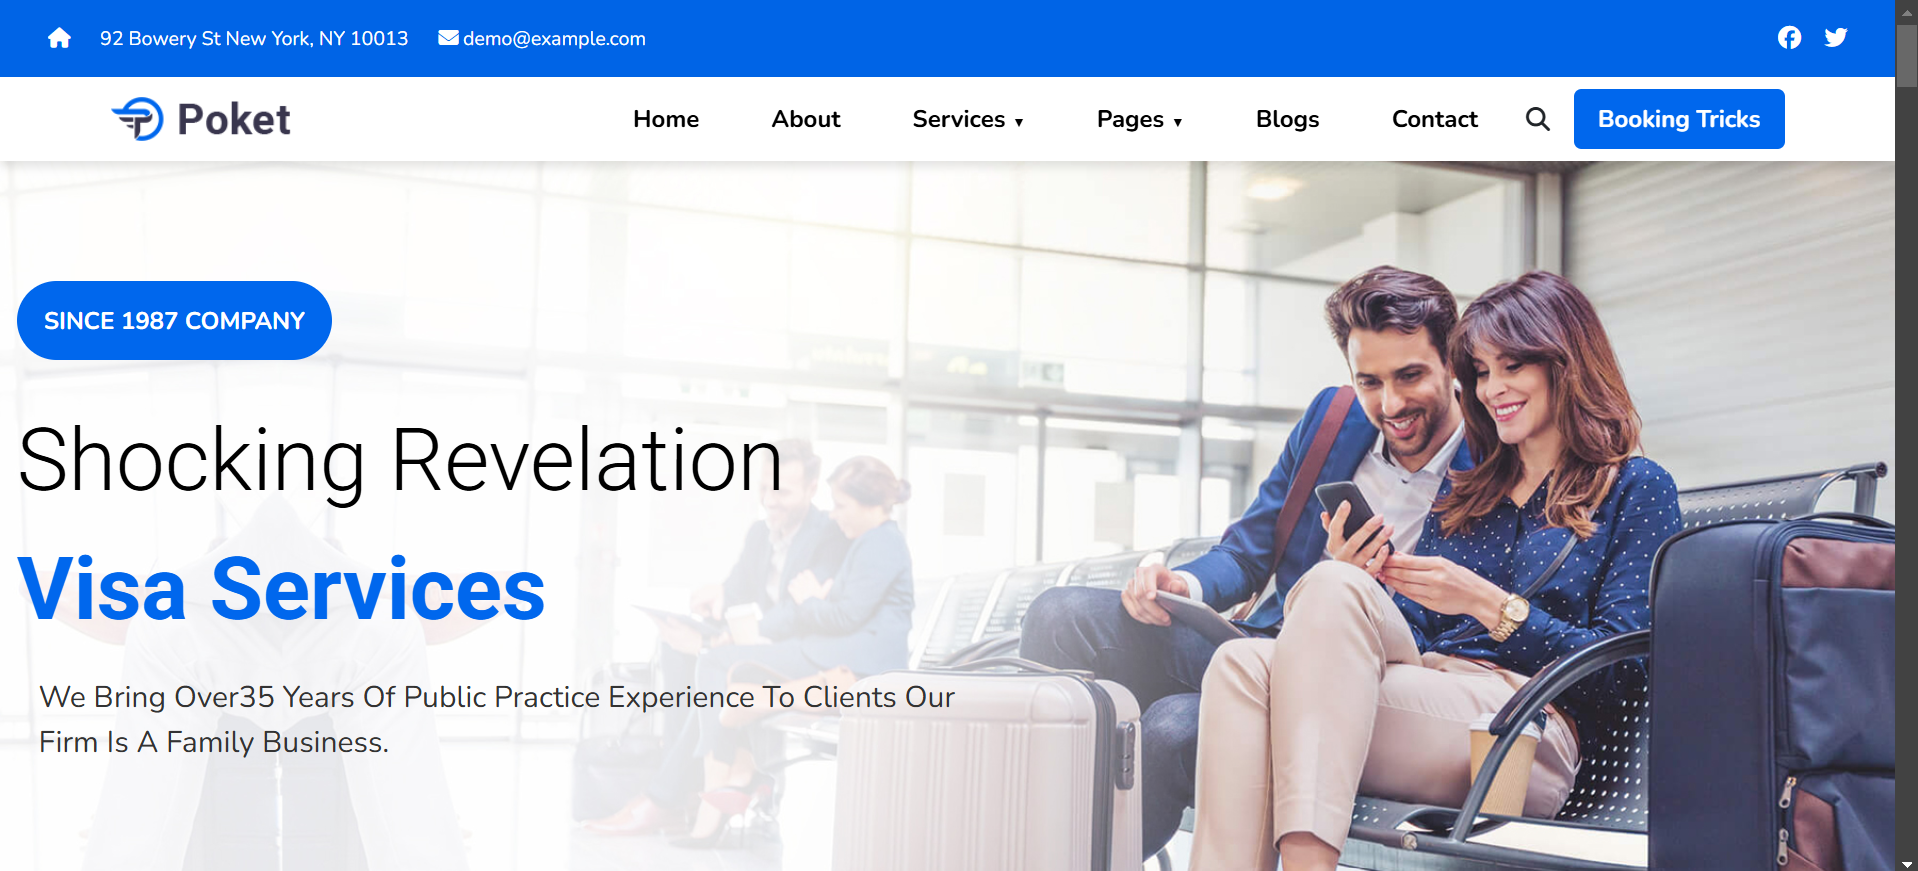 92 Bowery St New York, NY 10013 demo@example.com
Poket Home About Services ▼ Pages ▼ Blogs Contact Booking Tricks
SINCE 1987 COMPANY
Shocking Revelation
Visa Services
We Bring Over35 Years Of Public Practice Experience To Clients Our
Firm Is A Family Business.